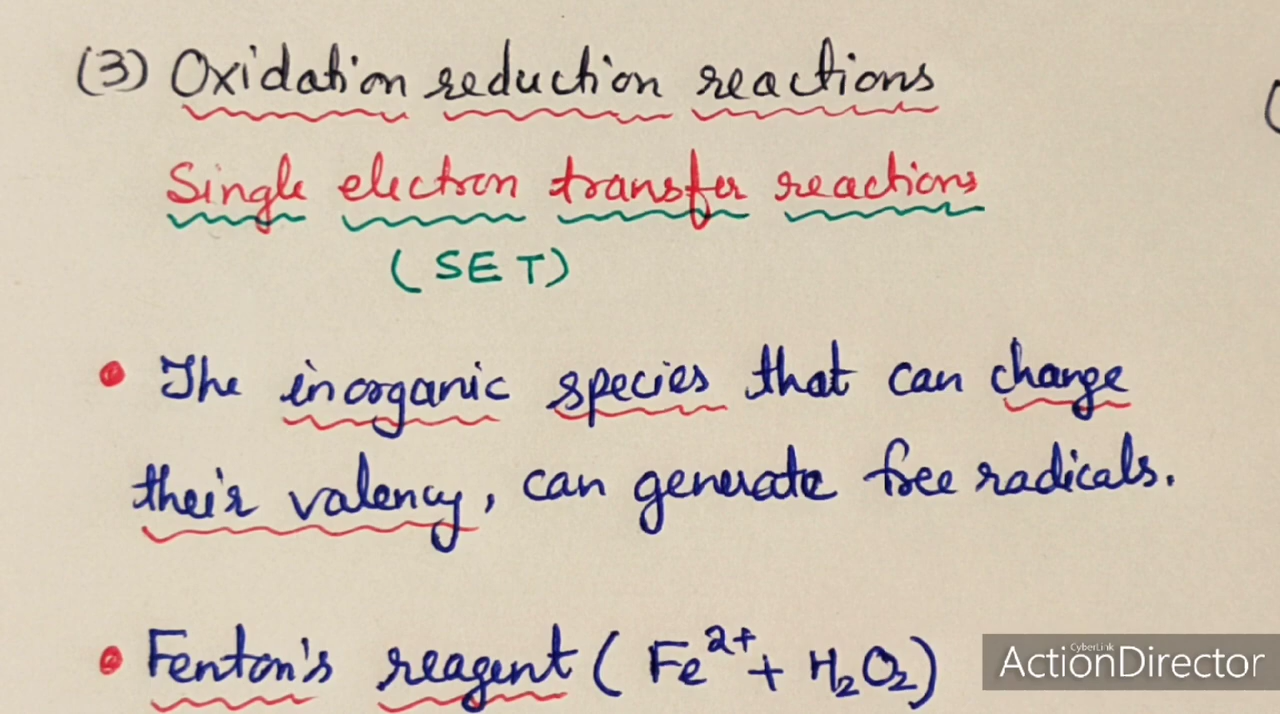 (3) Oxidation reduction reactions
Single electron transfer reactions
(SET)
• The inorganic species that can change
their valency, can generate free radicals.
• Fenton's reagent ( Fe²⁺ + H₂O₂)
CyberLink
ActionDirector